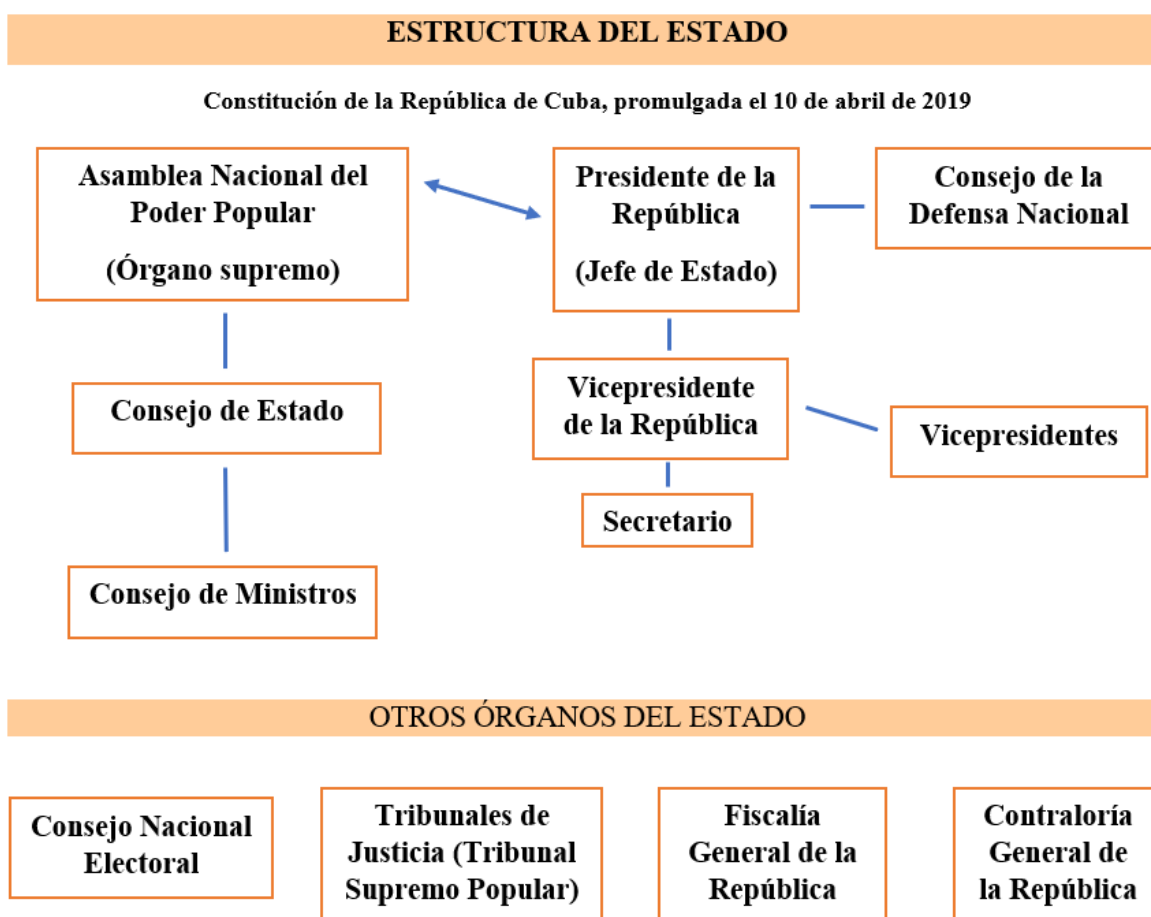 ESTRUCTURA DEL ESTADO
Constitución de la República de Cuba, promulgada el 10 de abril de 2019
Asamblea Nacional del
Poder Popular
(Órgano supremo)
Presidente de la
República
(Jefe de Estado)
Consejo de la
Defensa Nacional
Consejo de Estado
Vicepresidente
de la República
Vicepresidentes
Secretario
Consejo de Ministros
OTROS ÓRGANOS DEL ESTADO
Consejo Nacional
Electoral
Tribunales de
Justicia (Tribunal
Supremo Popular)
Fiscalía
General de la
República
Contraloría
General de
la República